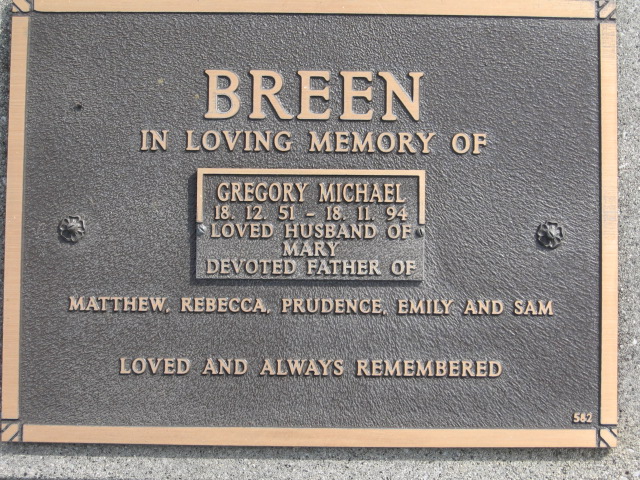 BREEN
IN LOVING MEMORY OF
GREGORY MICHAEL
18. 12. 51 - 18. 11. 94
LOVED HUSBAND OF
MARY
DEVOTED FATHER OF
MATTHEW, REBECCA, PRUDENCE, EMILY AND SAM
LOVED AND ALWAYS REMEMBERED
582